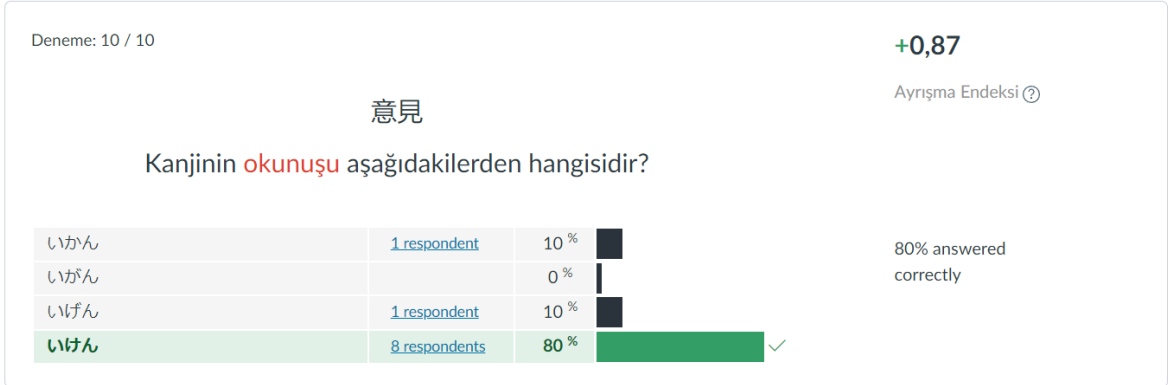 Deneme: 10 / 10
+0,87
Ayrışma Endeksi ?
意見
Kanjinin okunuşu aşağıdakilerden hangisidir?
いかん 1 respondent 10 %
いがん 0 %
いげん 1 respondent 10 %
いけん 8 respondents 80 %
80% answered
correctly